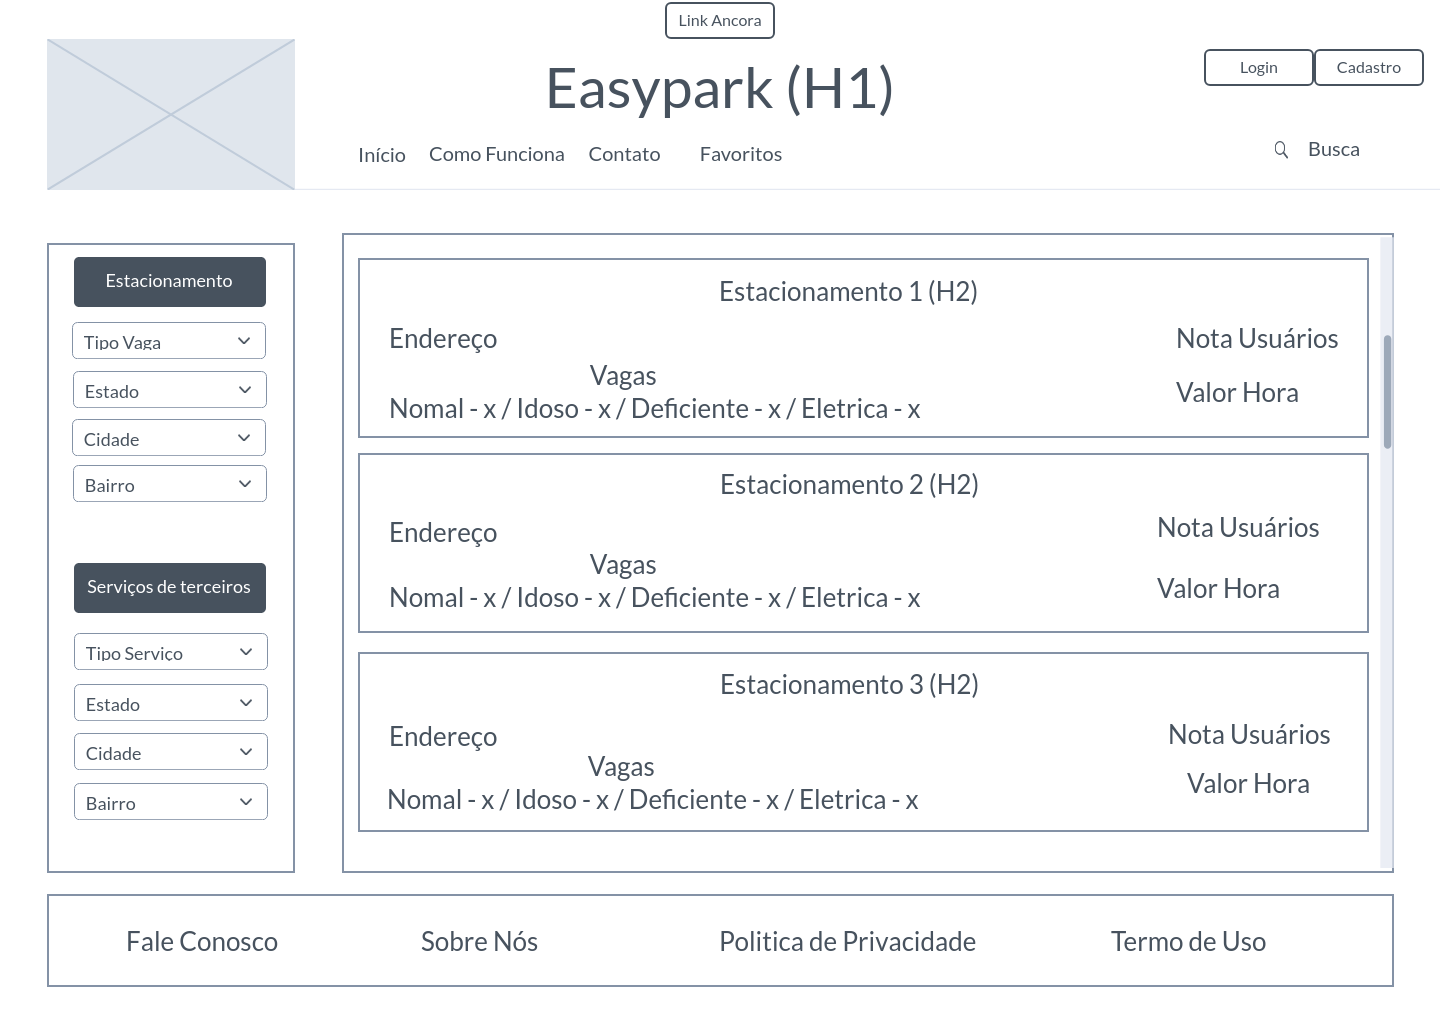 Link Ancora
Easypark (H1)
Login
Cadastro
Início
Como Funciona
Contato
Favoritos
Busca
Estacionamento
Tipo Vaga
Estado
Cidade
Bairro
Serviços de terceiros
Tipo Serviço
Estado
Cidade
Bairro
Estacionamento 1 (H2)
Endereço
Nota Usuários
Vagas
Valor Hora
Nomal - x / Idoso - x / Deficiente - x / Eletrica - x
Estacionamento 2 (H2)
Endereço
Nota Usuários
Vagas
Valor Hora
Nomal - x / Idoso - x / Deficiente - x / Eletrica - x
Estacionamento 3 (H2)
Endereço
Nota Usuários
Vagas
Valor Hora
Nomal - x / Idoso - x / Deficiente - x / Eletrica - x
Fale Conosco
Sobre Nós
Politica de Privacidade
Termo de Uso